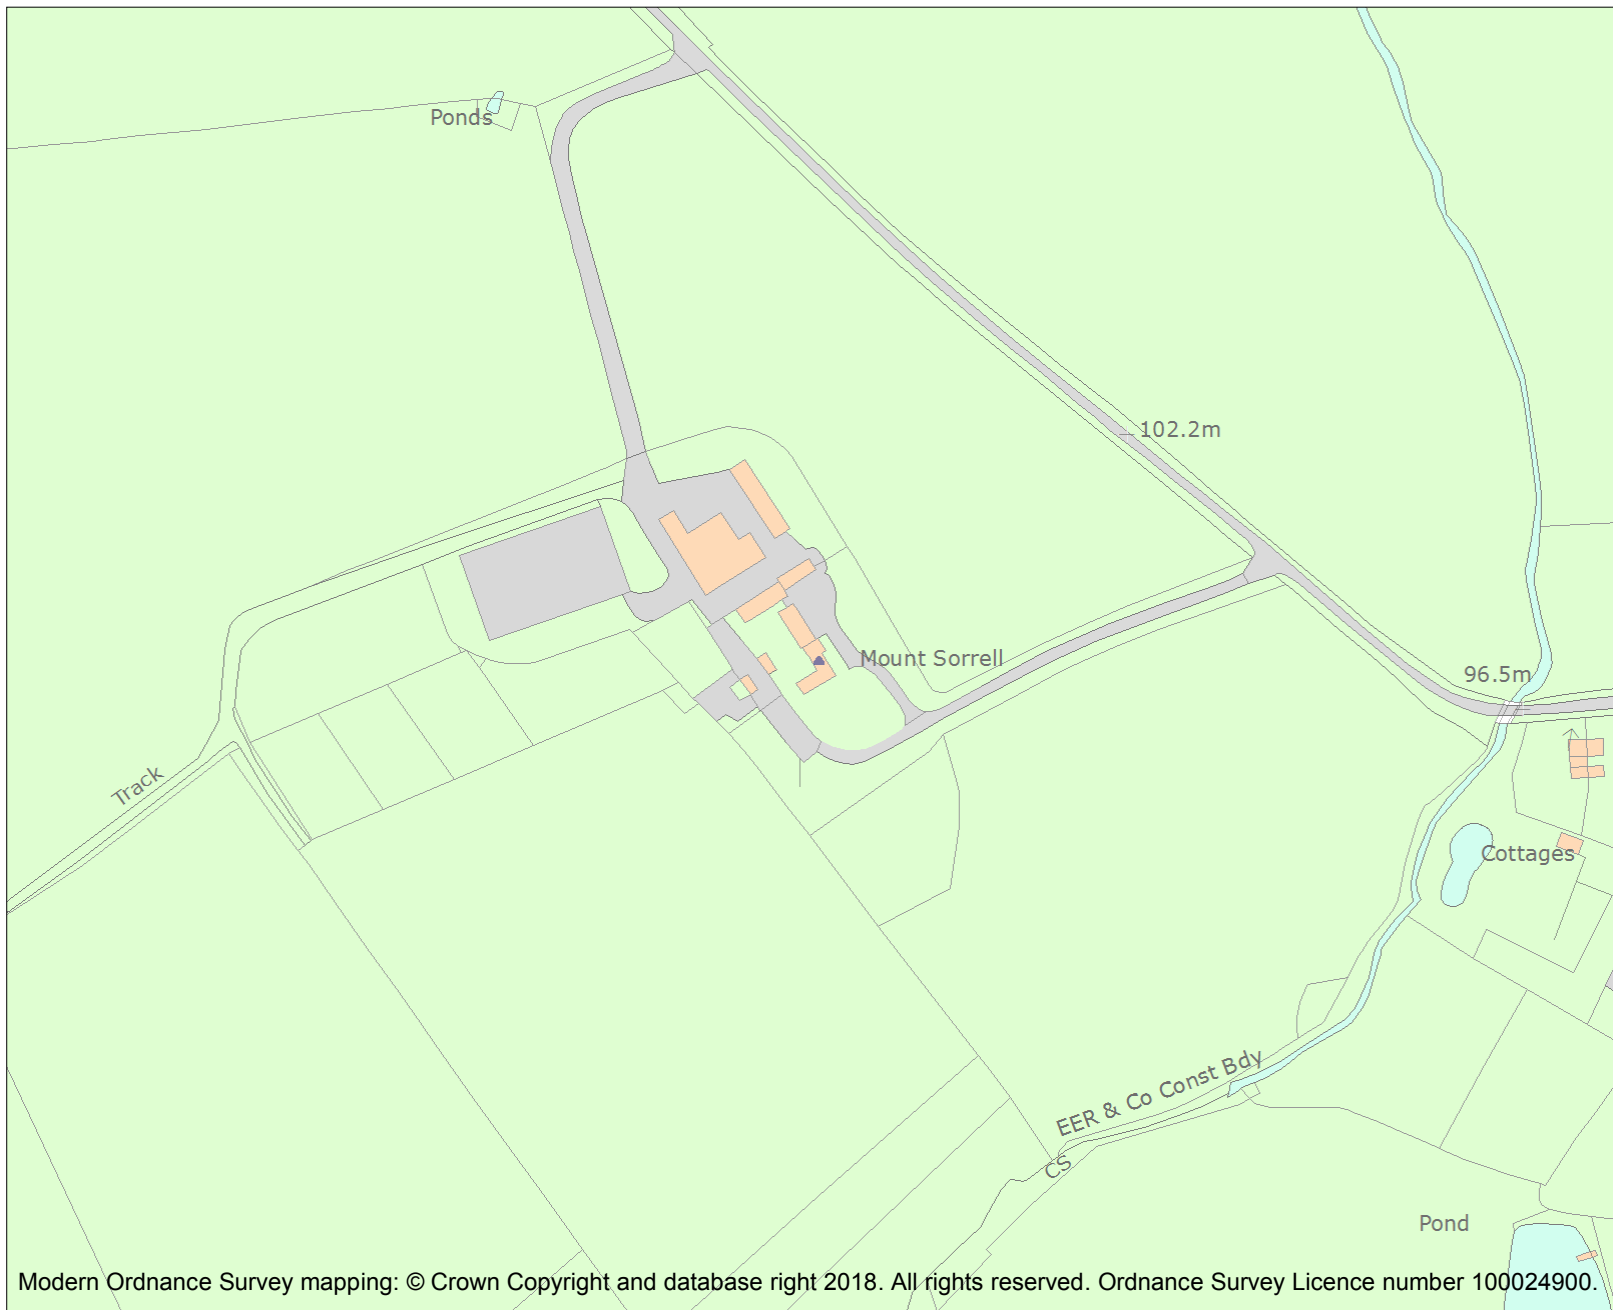 Ponds
102.2m
Mount Sorrell
96.5m
Track
Cottages
EER & Co Const Bdy
CS
Pond
Modern Ordnance Survey mapping: © Crown Copyright and database right 2018. All rights reserved. Ordnance Survey Licence number 100024900.